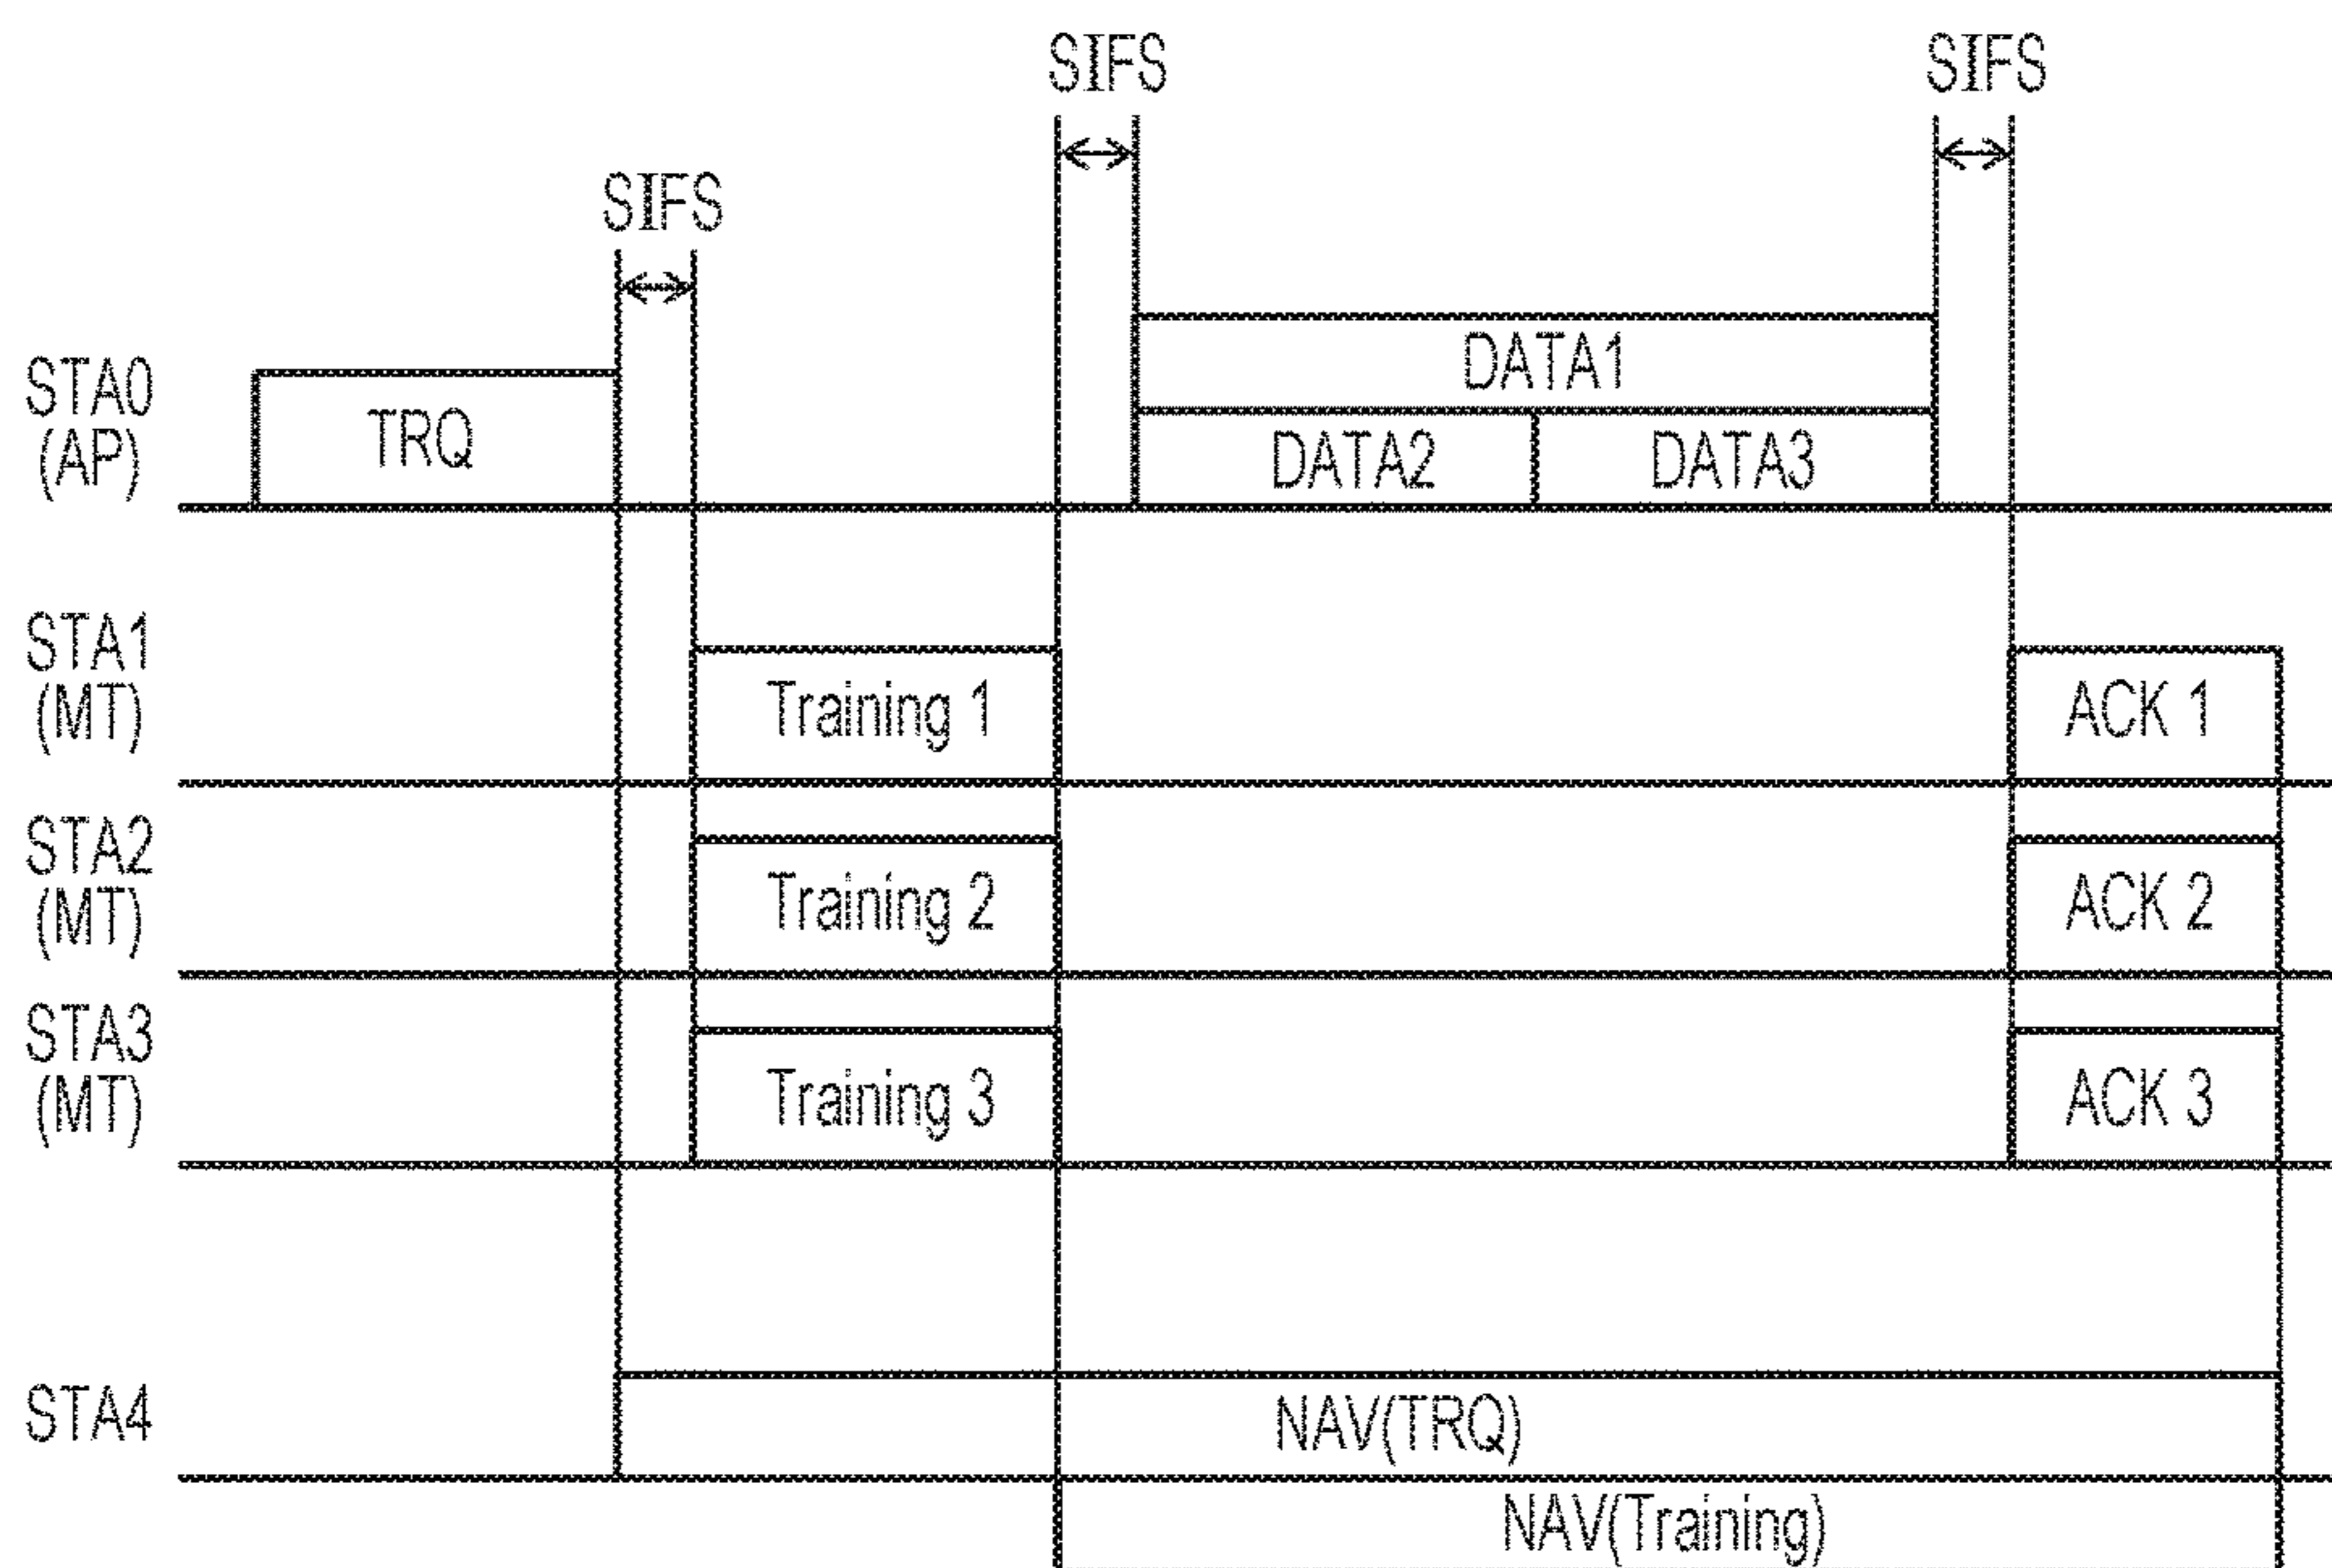 SIFS
SIFS
SIFS
STA0
(AP)
TRQ
DATA1
DATA2
DATA3
STA1
(MT)
Training 1
ACK 1
STA2
(MT)
Training 2
ACK 2
STA3
(MT)
Training 3
ACK 3
STA4
NAV(TRQ)
NAV(Training)